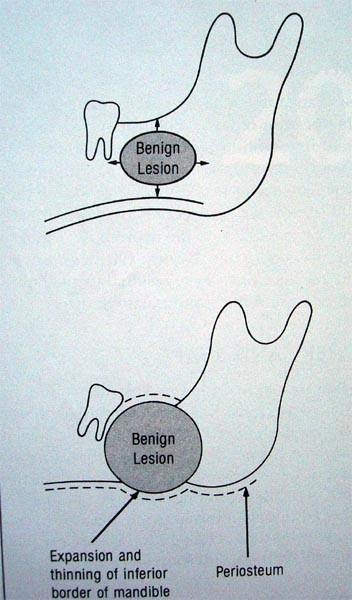 Benign
Lesion
Benign
Lesion
Expansion and
thinning of inferior
border of mandible
Periosteum